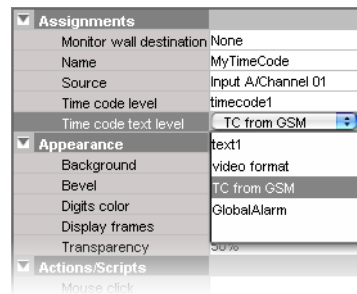 Assignments
Monitor wall destination None
Name MyTimeCode
Source Input A/Channel 01
Time code level timecode1
Time code text level TC from GSM
Appearance text1
Background video format
Bevel TC from GSM
Digits color GlobalAlarm
Display frames
Transparency 50%
Actions/Scripts
Mouse click